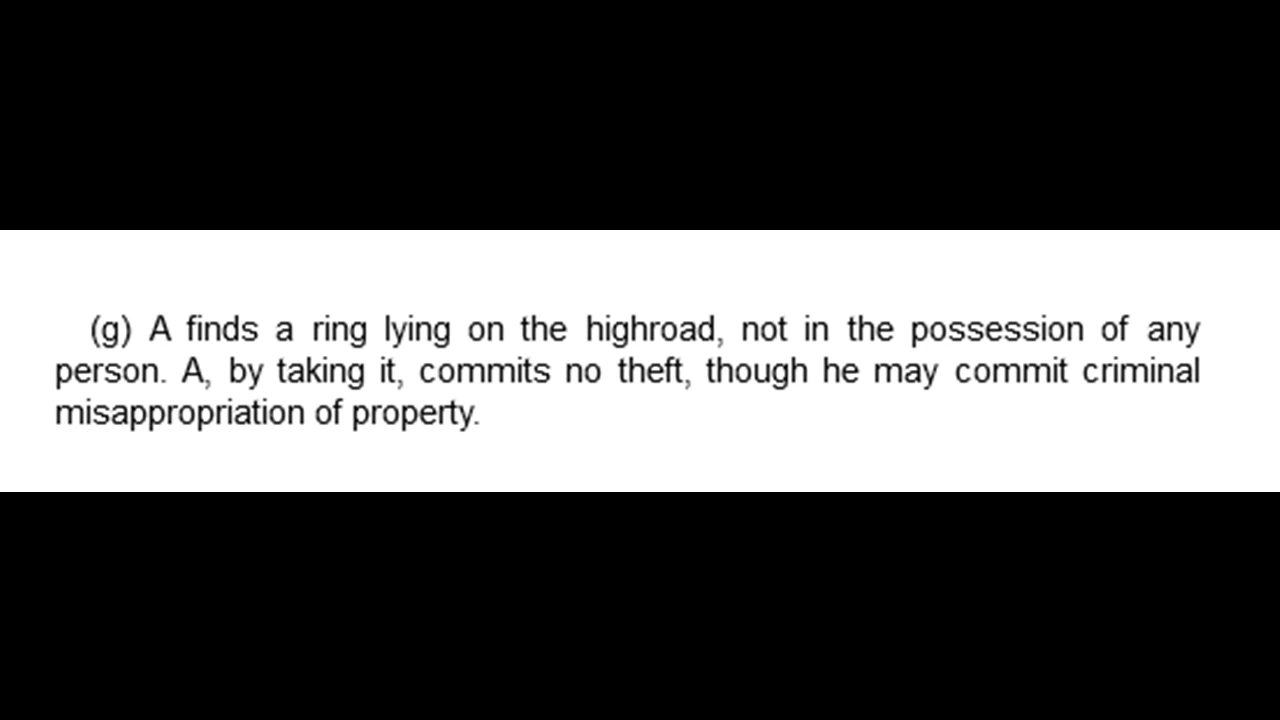 (g) A finds a ring lying on the highroad, not in the possession of any
person. A, by taking it, commits no theft, though he may commit criminal
misappropriation of property.